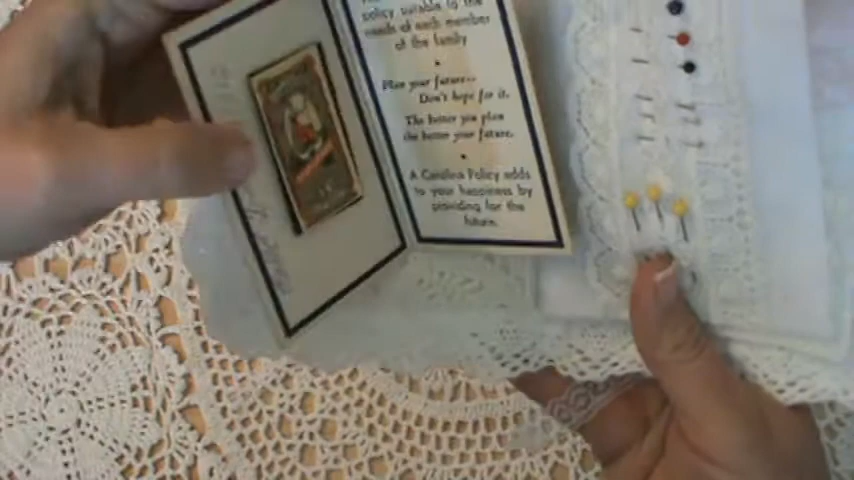 policy suitable to the
needs of each member
of the family
Plan your future—
Don't hope for it.
The better you plan
the better your future.
A Carolina Policy adds
to your happiness by
providing for the
future.